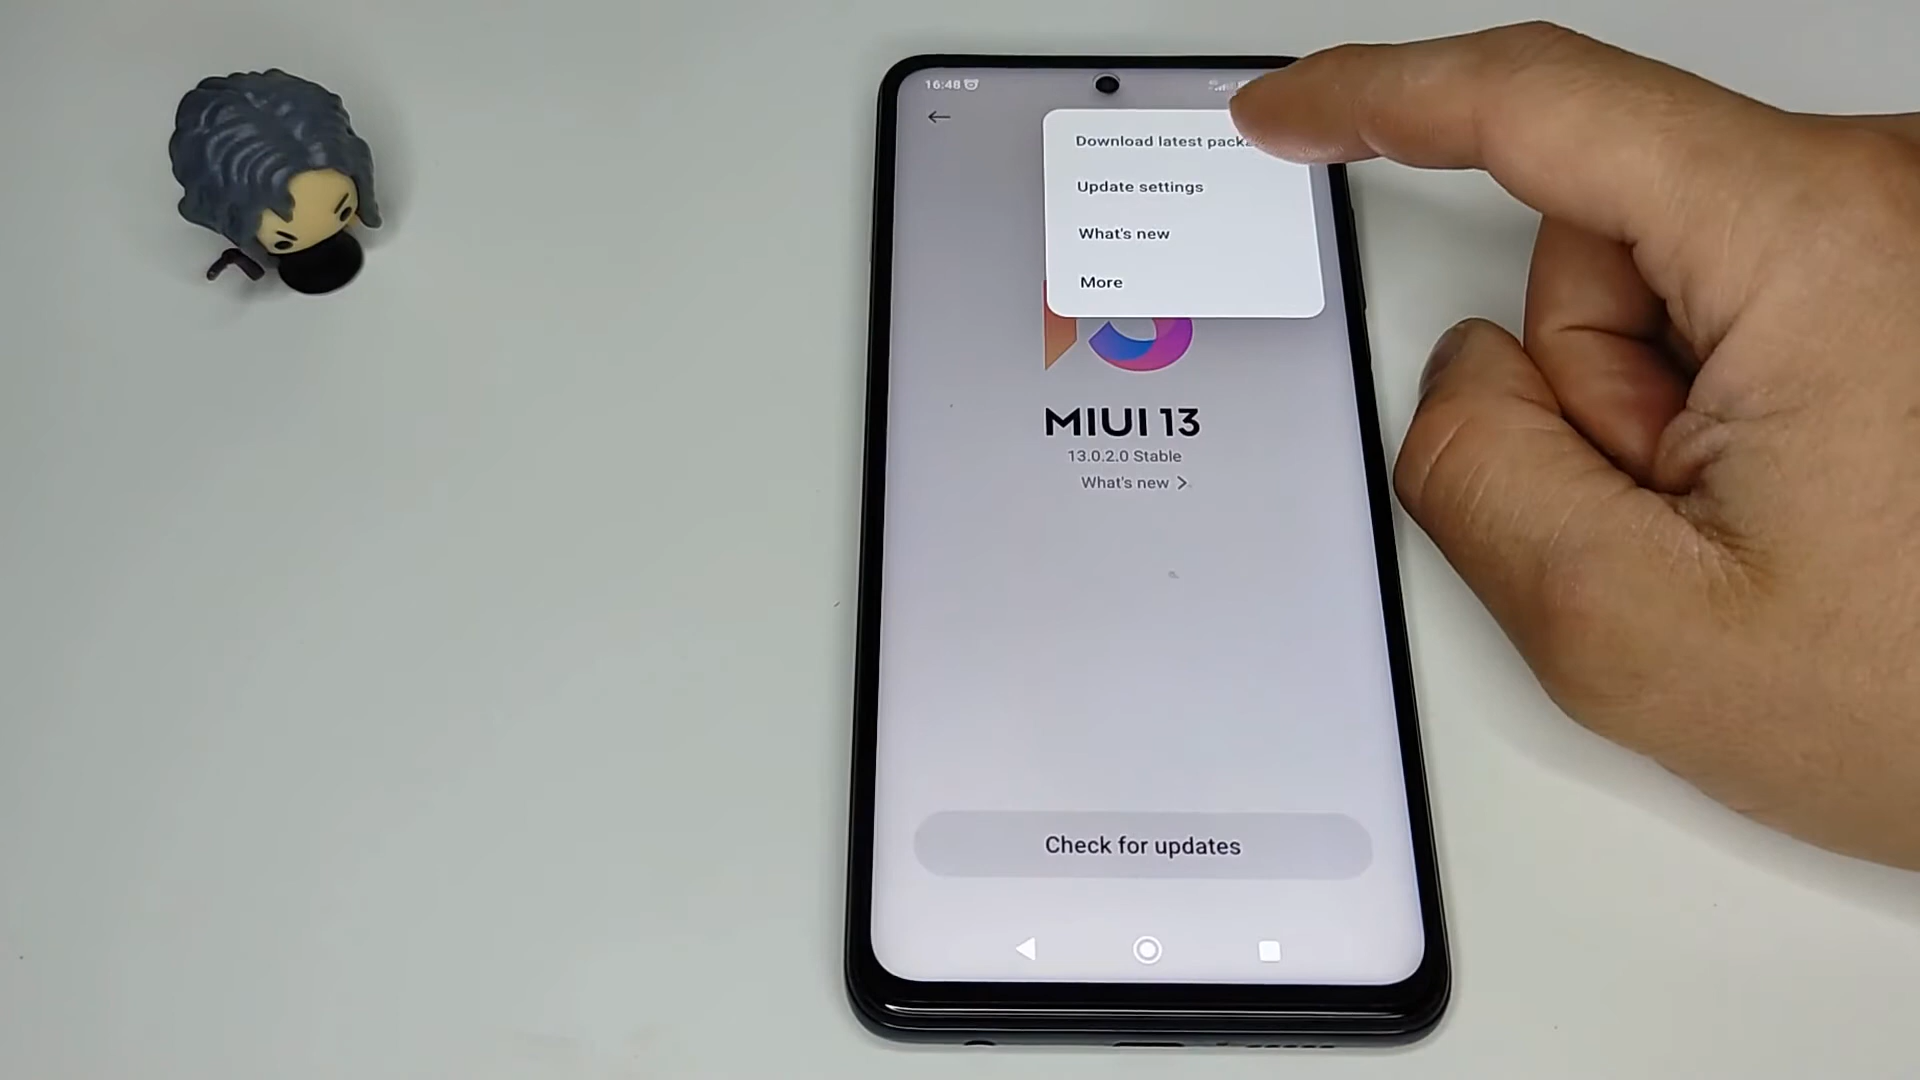 16:48
Download latest
Update settings
What's new
More
MIUI 13
13.0.2.0 Stable
What's new >
Check for updates